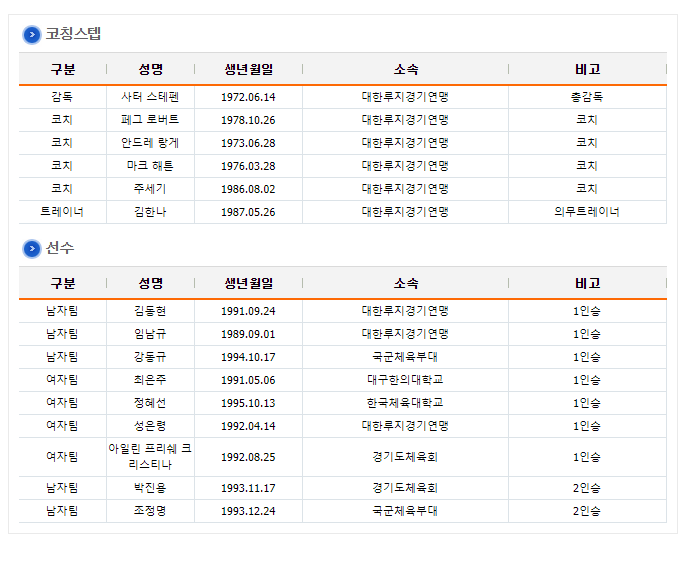 코칭스텝
구분 성명 생년월일 소속 비고
감독 사터 스테펜 1972.06.14 대한루지경기연맹 총감독
코치 페그 로버트 1978.10.26 대한루지경기연맹 코치
코치 안드레 랑게 1973.06.28 대한루지경기연맹 코치
코치 마크 해튼 1976.03.28 대한루지경기연맹 코치
코치 주세기 1986.08.02 대한루지경기연맹 코치
트레이너 김한나 1987.05.26 대한루지경기연맹 의무트레이너
선수
구분 성명 생년월일 소속 비고
남자팀 김동현 1991.09.24 대한루지경기연맹 1인승
남자팀 임남규 1989.09.01 대한루지경기연맹 1인승
남자팀 강동규 1994.10.17 국군체육부대 1인승
여자팀 최은주 1991.05.06 대구한의대학교 1인승
여자팀 정혜선 1995.10.13 한국체육대학교 1인승
여자팀 성은령 1992.04.14 대한루지경기연맹 1인승
여자팀 아일린 프리쉐 크 1992.08.25 경기도체육회 1인승
리스티나
남자팀 박진용 1993.11.17 경기도체육회 2인승
남자팀 조정명 1993.12.24 국군체육부대 2인승